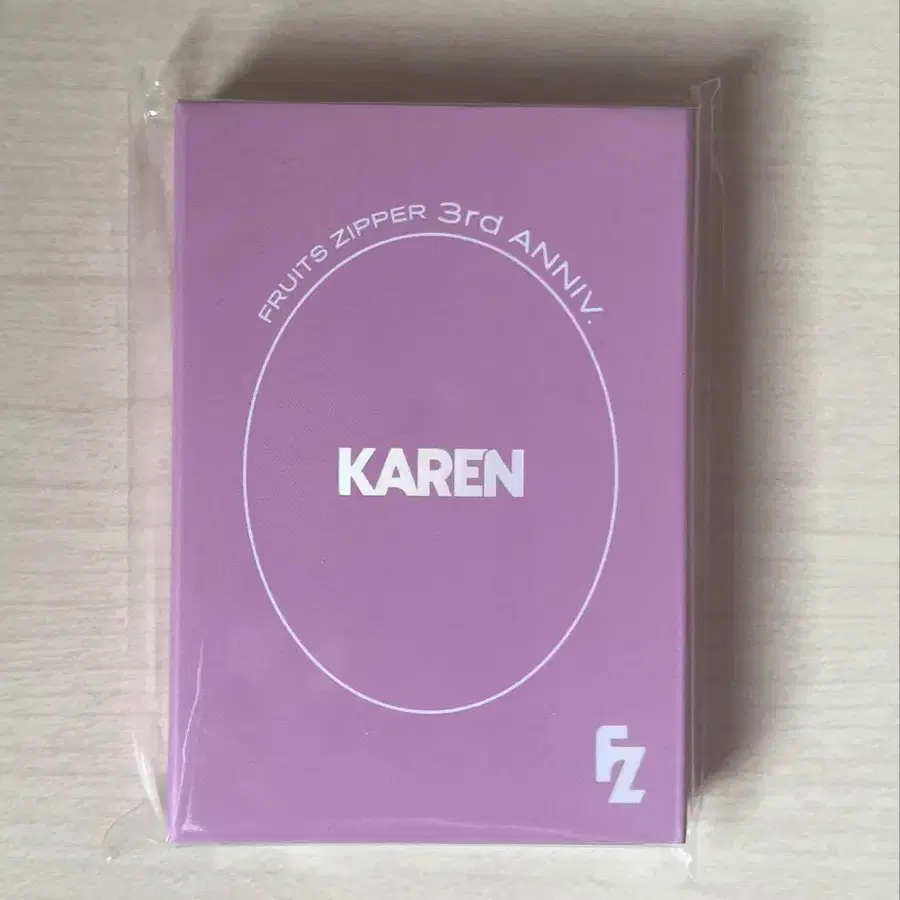 FRUITS ZIPPER 3rd ANNIV.
KAREN
FZ